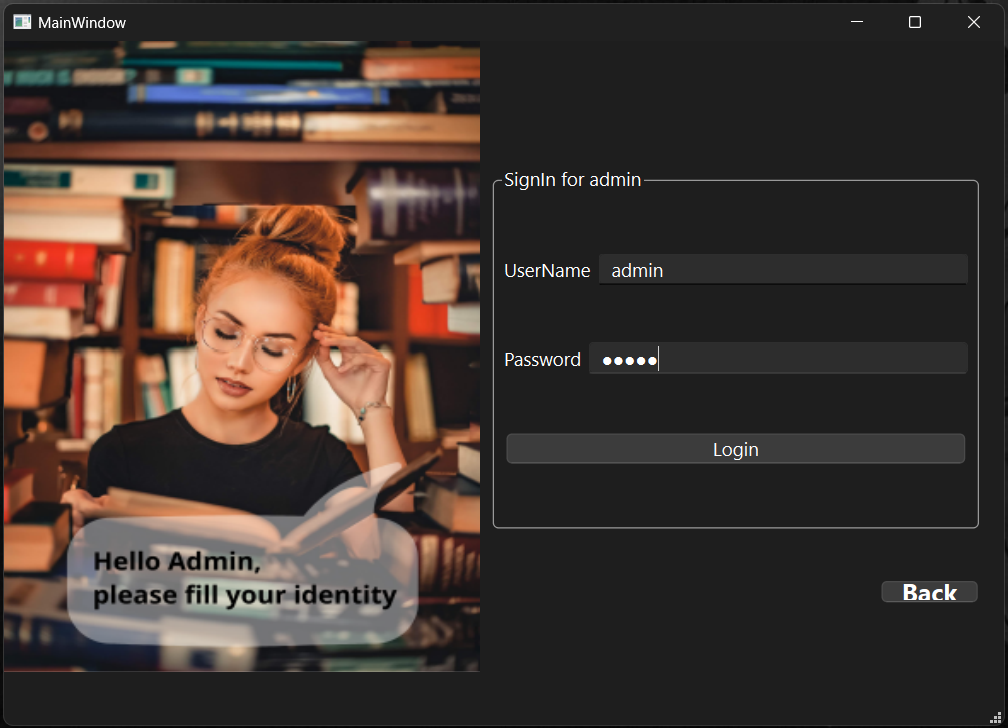 MainWindow
SignIn for admin
UserName admin
Password ●●●●●
Login
Hello Admin,
please fill your identity
Back